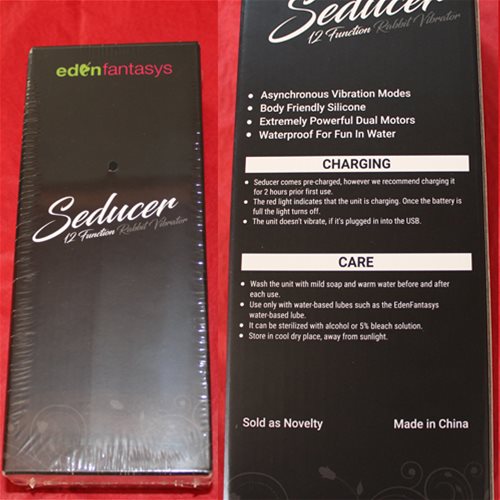 edenfantasys
Seducer
12 Function Rabbit Vibrator
Seducer
12 Function Rabbit Vibrator
• Asynchronous Vibration Modes
• Body Friendly Silicone
• Extremely Powerful Dual Motors
• Waterproof For Fun In Water
CHARGING
• Seducer comes pre-charged, however we recommend charging it
for 2 hours prior first use.
• The red light indicates that the unit is charging. Once the battery is
full the light turns off.
• The unit doesn't vibrate, if it's plugged in into the USB.
CARE
• Wash the unit with mild soap and warm water before and after
each use.
• Use only with water-based lubes such as the EdenFantasys
water-based lube.
• It can be sterilized with alcohol or 5% bleach solution.
• Store in cool dry place, away from sunlight.
Sold as Novelty
Made in China